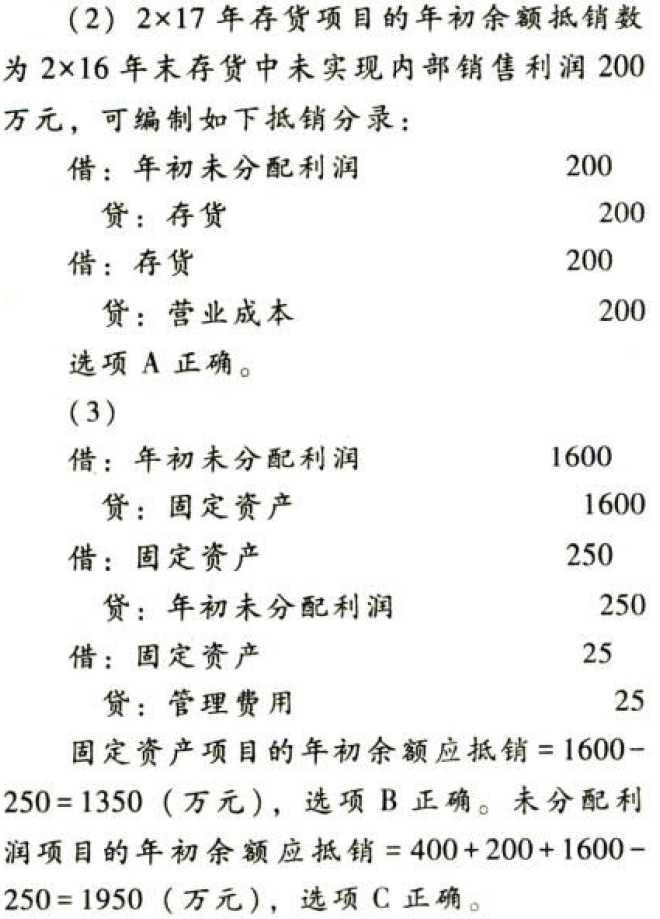 (2) 2×17 年存货项目的年初余额抵销数
为 2×16 年末存货中未实现内部销售利润 200
万元，可编制如下抵销分录：
借：年初未分配利润 200
贷：存货 200
借：存货 200
贷：营业成本 200
选项 A 正确。
(3)
借：年初未分配利润 1600
贷：固定资产 1600
借：固定资产 250
贷：年初未分配利润 250
借：固定资产 25
贷：管理费用 25
固定资产项目的年初余额应抵销=1600-
250=1350（万元），选项 B 正确。未分配利
润项目的年初余额应抵销=400+200+1600-
250=1950（万元），选项 C 正确。